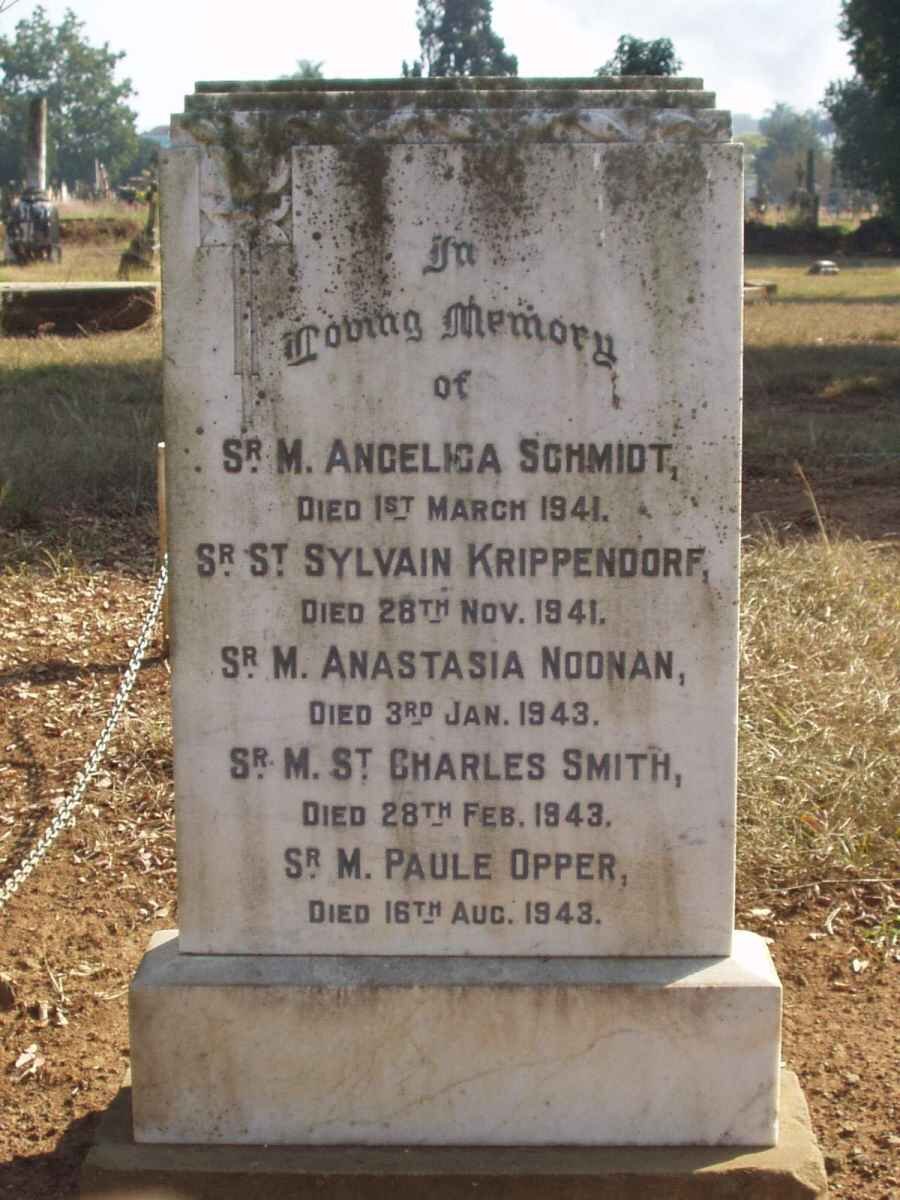 In
Loving Memory
of
Sr. M. Angelica Schmidt,
Died 1st March 1941.
Sr St. Sylvain Krippendorf,
Died 28th Nov. 1941.
Sr. M. Anastasia Noonan,
Died 3rd Jan. 1943.
Sr. M. St. Charles Smith,
Died 28th Feb. 1943.
Sr. M. Paule Opper,
Died 16th Aug. 1943.